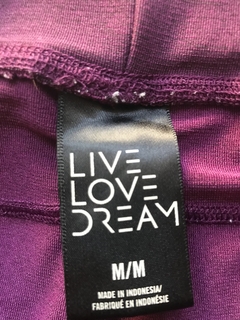 LIVE
LOVE
DREAM
M/M
MADE IN INDONESIA/
FABRIQUÉ EN INDONÉSIE